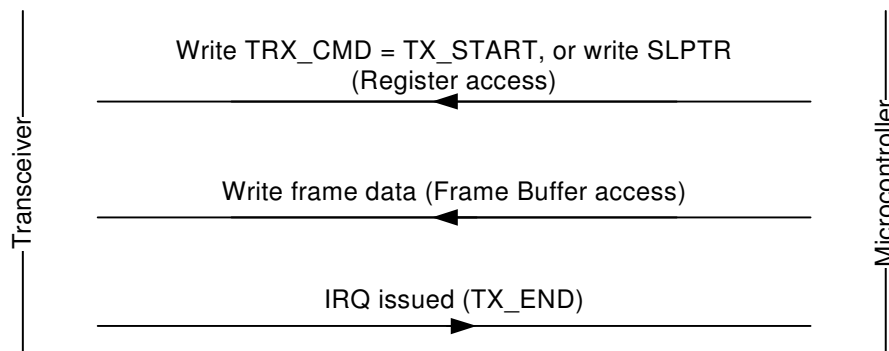 Write TRX_CMD = TX_START, or write SLPTR
(Register access)
Transceiver
Microcontroller
Write frame data (Frame Buffer access)
IRQ issued (TX_END)